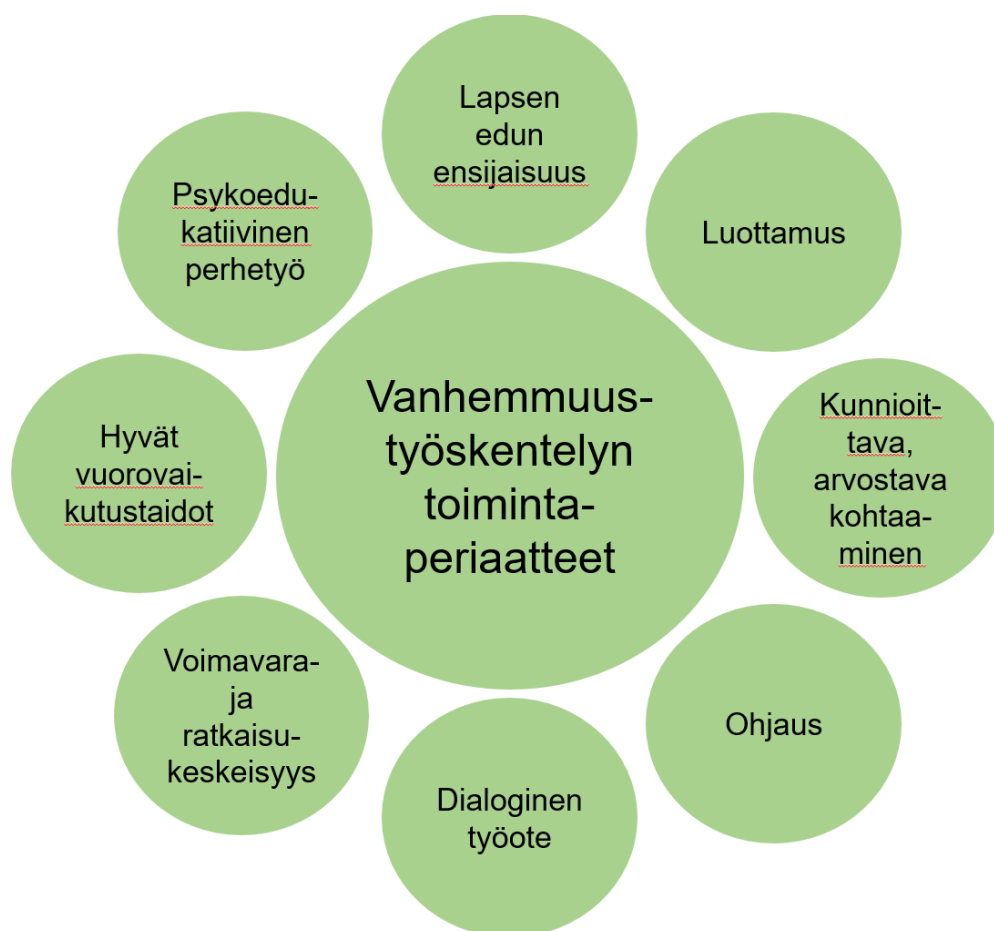 Lapsen
edun
ensijaisuus
Luottamus
Kunnioit-
tava,
arvostava
kohtaa-
minen
Ohjaus
Dialoginen
työote
Voimavara-
ja
ratkaisu-
keskeisyys
Hyvät
vuorovai-
kutustaidot
Psykoedu-
katiivinen
perhetyö
Vanhemmuus-
työskentelyn
toiminta-
periaatteet